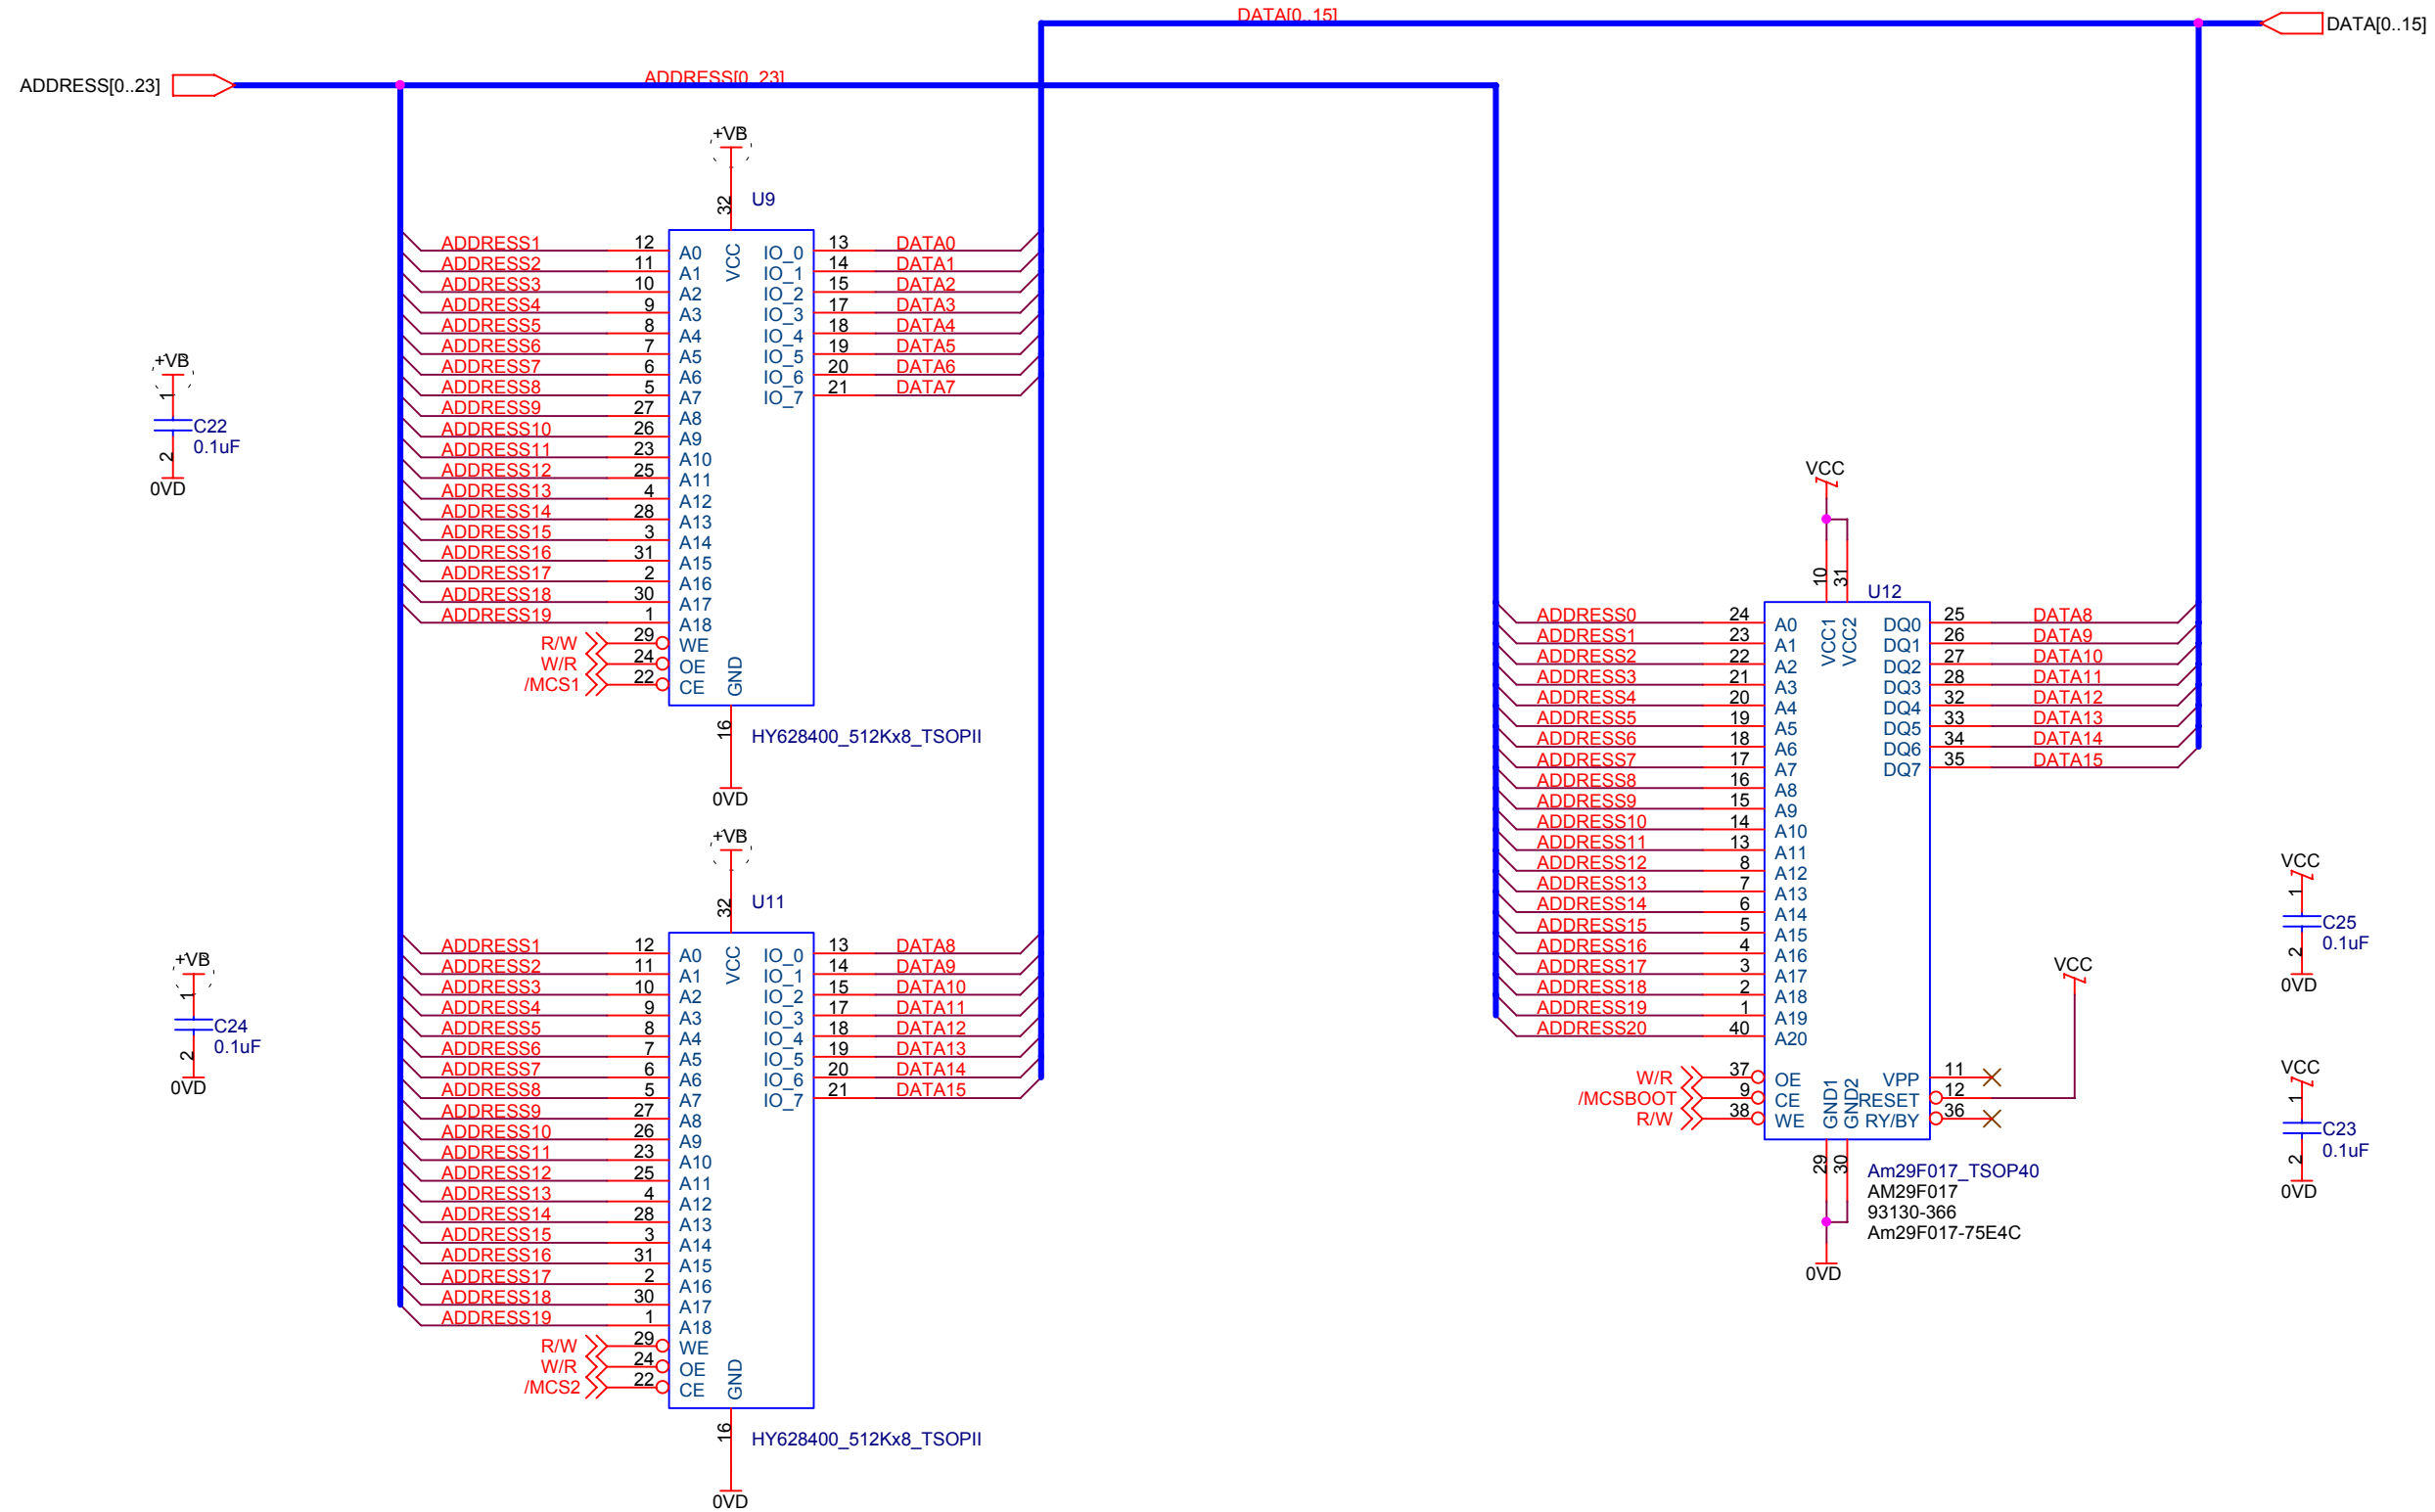 DATA[0..15]
DATA[0..15]
ADDRESS[0..23]
ADDRESS[0..23]
+VB
32
U9
ADDRESS1 12 A0 VCC IO_0 13 DATA0
ADDRESS2 11 A1 IO_1 14 DATA1
ADDRESS3 10 A2 IO_2 15 DATA2
ADDRESS4 9 A3 IO_3 17 DATA3
ADDRESS5 8 A4 IO_4 18 DATA4
ADDRESS6 7 A5 IO_5 19 DATA5
ADDRESS7 6 A6 IO_6 20 DATA6
ADDRESS8 5 A7 IO_7 21 DATA7
ADDRESS9 27 A8
ADDRESS10 26 A9
ADDRESS11 23 A10
ADDRESS12 25 A11
ADDRESS13 4 A12
ADDRESS14 28 A13
ADDRESS15 3 A14
ADDRESS16 31 A15
ADDRESS17 2 A16
ADDRESS18 30 A17
ADDRESS19 1 A18
R/W 29 WE
W/R 24 OE
/MCS1 22 CE GND
16
HY628400_512Kx8_TSOPII
0VD
+VB
1
C22
0.1uF
2
0VD
+VB
32
U11
ADDRESS1 12 A0 VCC IO_0 13 DATA8
ADDRESS2 11 A1 IO_1 14 DATA9
ADDRESS3 10 A2 IO_2 15 DATA10
ADDRESS4 9 A3 IO_3 17 DATA11
ADDRESS5 8 A4 IO_4 18 DATA12
ADDRESS6 7 A5 IO_5 19 DATA13
ADDRESS7 6 A6 IO_6 20 DATA14
ADDRESS8 5 A7 IO_7 21 DATA15
ADDRESS9 27 A8
ADDRESS10 26 A9
ADDRESS11 23 A10
ADDRESS12 25 A11
ADDRESS13 4 A12
ADDRESS14 28 A13
ADDRESS15 3 A14
ADDRESS16 31 A15
ADDRESS17 2 A16
ADDRESS18 30 A17
ADDRESS19 1 A18
R/W 29 WE
W/R 24 OE
/MCS2 22 CE GND
16
HY628400_512Kx8_TSOPII
0VD
+VB
1
C24
0.1uF
2
0VD
VCC
10 31
U12
ADDRESS0 24 A0 VCC1 VCC2 DQ0 25 DATA8
ADDRESS1 23 A1 DQ1 26 DATA9
ADDRESS2 22 A2 DQ2 27 DATA10
ADDRESS3 21 A3 DQ3 28 DATA11
ADDRESS4 20 A4 DQ4 32 DATA12
ADDRESS5 19 A5 DQ5 33 DATA13
ADDRESS6 18 A6 DQ6 34 DATA14
ADDRESS7 17 A7 DQ7 35 DATA15
ADDRESS8 16 A8
ADDRESS9 15 A9
ADDRESS10 14 A10
ADDRESS11 13 A11
ADDRESS12 8 A12
ADDRESS13 7 A13
ADDRESS14 6 A14
ADDRESS15 5 A15
ADDRESS16 4 A16
ADDRESS17 3 A17
ADDRESS18 2 A18
ADDRESS19 1 A19
ADDRESS20 40 A20
W/R 37 OE VPP 11
/MCSBOOT 9 CE GND1 GND2 RESET 12
R/W 38 WE RY/BY 36
VCC
29 30
Am29F017_TSOP40
AM29F017
93130-366
Am29F017-75E4C
0VD
VCC
1
C25
0.1uF
2
0VD
VCC
1
C23
0.1uF
2
0VD